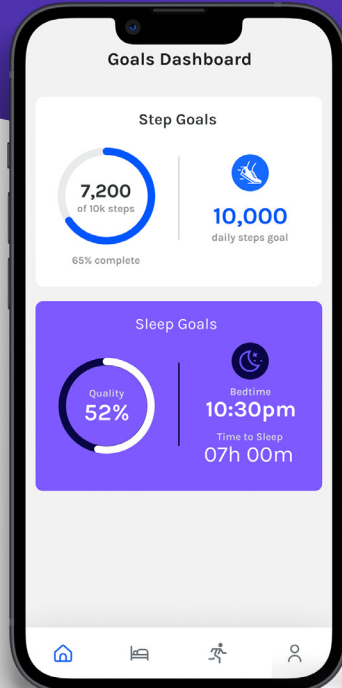 Goals Dashboard
Step Goals
7,200
of 10k steps
65% complete
10,000
daily steps goal
Sleep Goals
Quality
52%
Bedtime
10:30pm
Time to Sleep
07h 00m